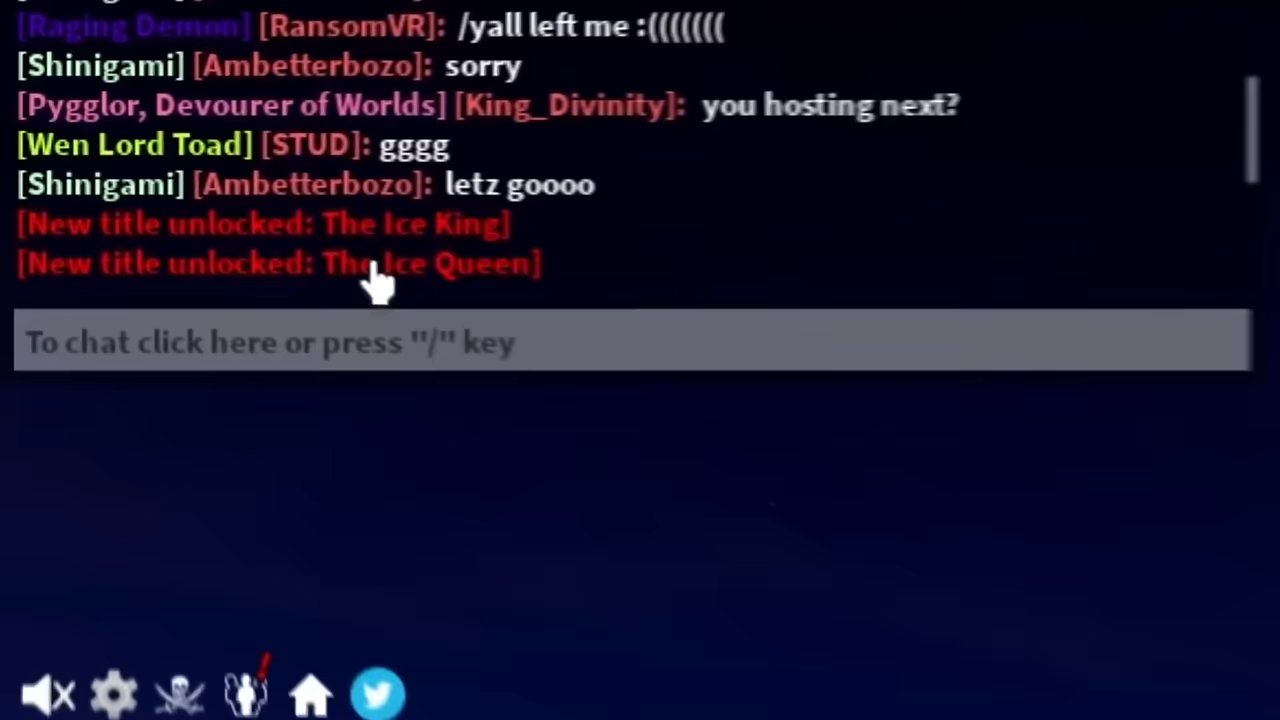 [Raging Demon] [RansomVR]: /yall left me :(((((((
[Shinigami] [Ambetterbozo]: sorry
[Pygglor, Devourer of Worlds] [King_Divinity]: you hosting next?
[Wen Lord Toad] [STUD]: gggg
[Shinigami] [Ambetterbozo]: letz goooo
[New title unlocked: The Ice King]
[New title unlocked: The Ice Queen]
To chat click here or press "/" key